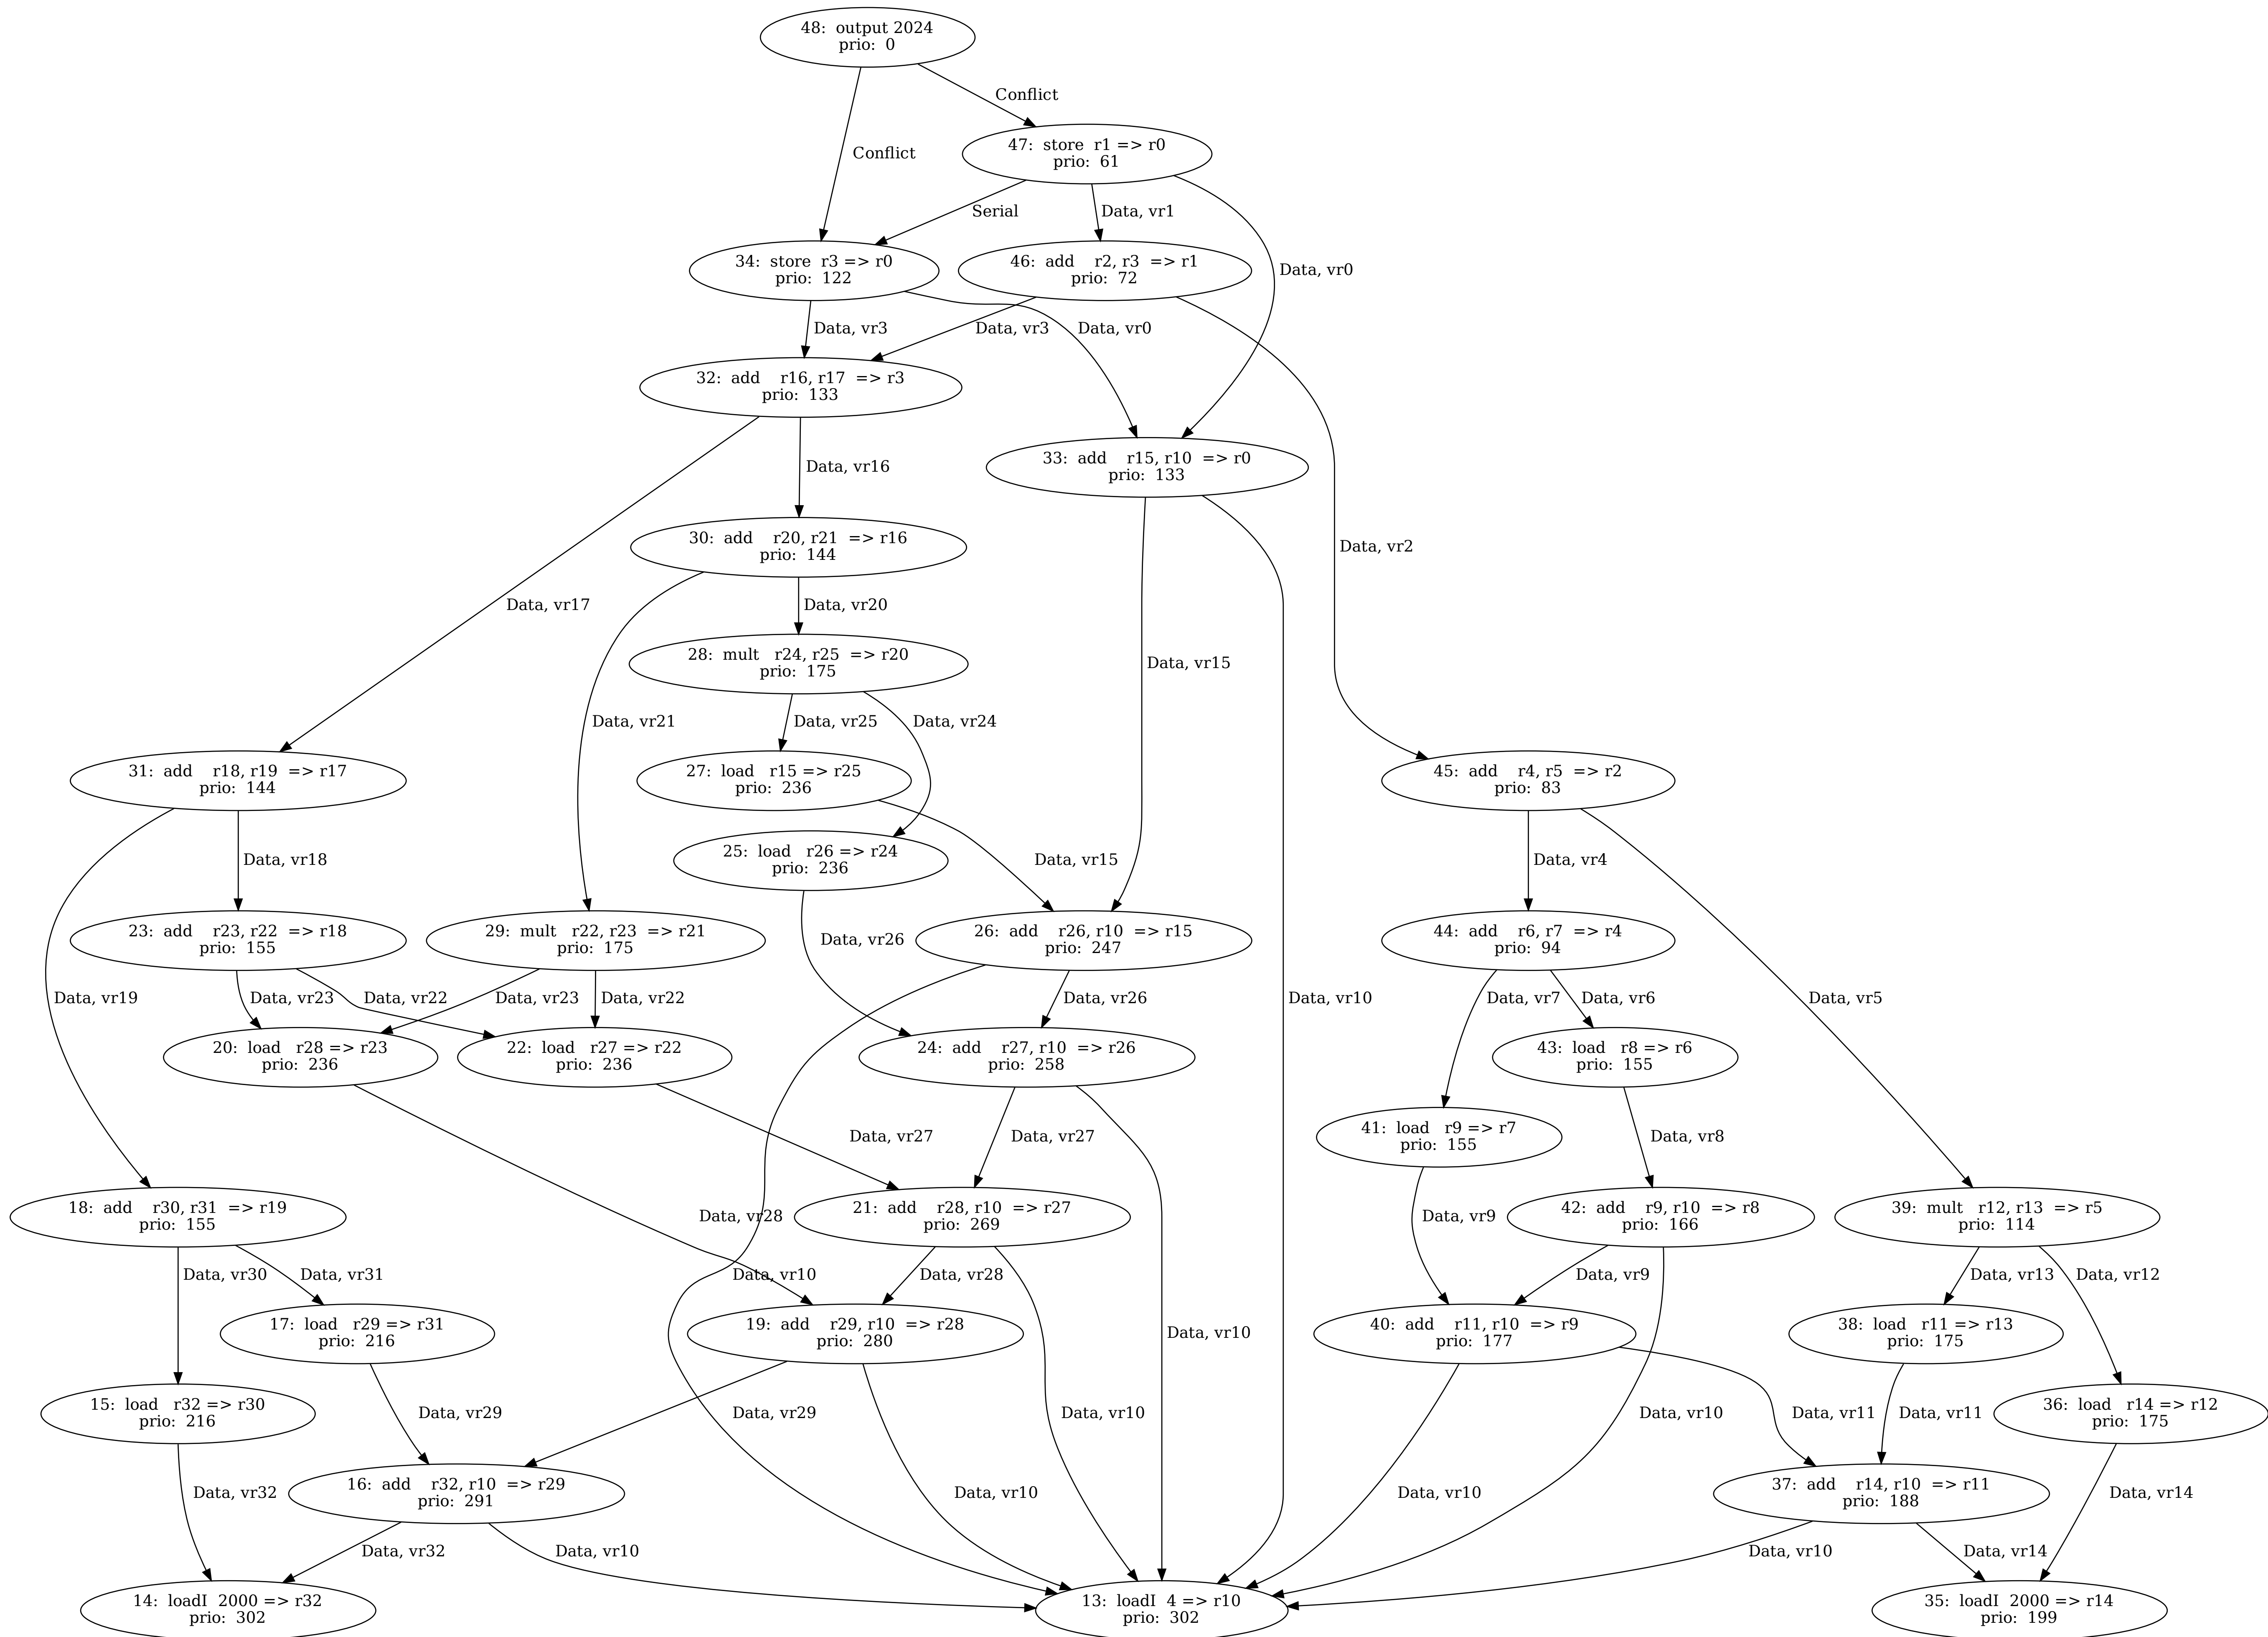 48:  output 2024
prio:  0
Conflict
Conflict
47:  store  r1 => r0
prio:  61
Serial
Data, vr1
Data, vr0
34:  store  r3 => r0
prio:  122
46:  add    r2, r3  => r1
prio:  72
Data, vr3
Data, vr3
Data, vr0
32:  add    r16, r17  => r3
prio:  133
33:  add    r15, r10  => r0
prio:  133
Data, vr16
30:  add    r20, r21  => r16
prio:  144
Data, vr2
Data, vr17
Data, vr20
28:  mult   r24, r25  => r20
prio:  175
Data, vr15
Data, vr21
Data, vr25
Data, vr24
31:  add    r18, r19  => r17
prio:  144
27:  load   r15 => r25
prio:  236
45:  add    r4, r5  => r2
prio:  83
Data, vr18
25:  load   r26 => r24
prio:  236
Data, vr15
Data, vr4
23:  add    r23, r22  => r18
prio:  155
29:  mult   r22, r23  => r21
prio:  175
Data, vr26
26:  add    r26, r10  => r15
prio:  247
44:  add    r6, r7  => r4
prio:  94
Data, vr19
Data, vr23
Data, vr22
Data, vr23
Data, vr22
Data, vr26
Data, vr10
Data, vr7
Data, vr6
Data, vr5
20:  load   r28 => r23
prio:  236
22:  load   r27 => r22
prio:  236
24:  add    r27, r10  => r26
prio:  258
43:  load   r8 => r6
prio:  155
Data, vr27
Data, vr27
41:  load   r9 => r7
prio:  155
Data, vr8
18:  add    r30, r31  => r19
prio:  155
Data, vr28
21:  add    r28, r10  => r27
prio:  269
Data, vr9
42:  add    r9, r10  => r8
prio:  166
39:  mult   r12, r13  => r5
prio:  114
Data, vr30
Data, vr31
Data, vr10
Data, vr28
Data, vr9
Data, vr13
Data, vr12
17:  load   r29 => r31
prio:  216
19:  add    r29, r10  => r28
prio:  280
Data, vr10
40:  add    r11, r10  => r9
prio:  177
38:  load   r11 => r13
prio:  175
15:  load   r32 => r30
prio:  216
Data, vr29
Data, vr29
Data, vr10
Data, vr10
Data, vr11
Data, vr11
36:  load   r14 => r12
prio:  175
Data, vr32
16:  add    r32, r10  => r29
prio:  291
Data, vr10
Data, vr10
37:  add    r14, r10  => r11
prio:  188
Data, vr14
Data, vr32
Data, vr10
Data, vr10
Data, vr14
14:  loadI  2000 => r32
prio:  302
13:  loadI  4 => r10
prio:  302
35:  loadI  2000 => r14
prio:  199